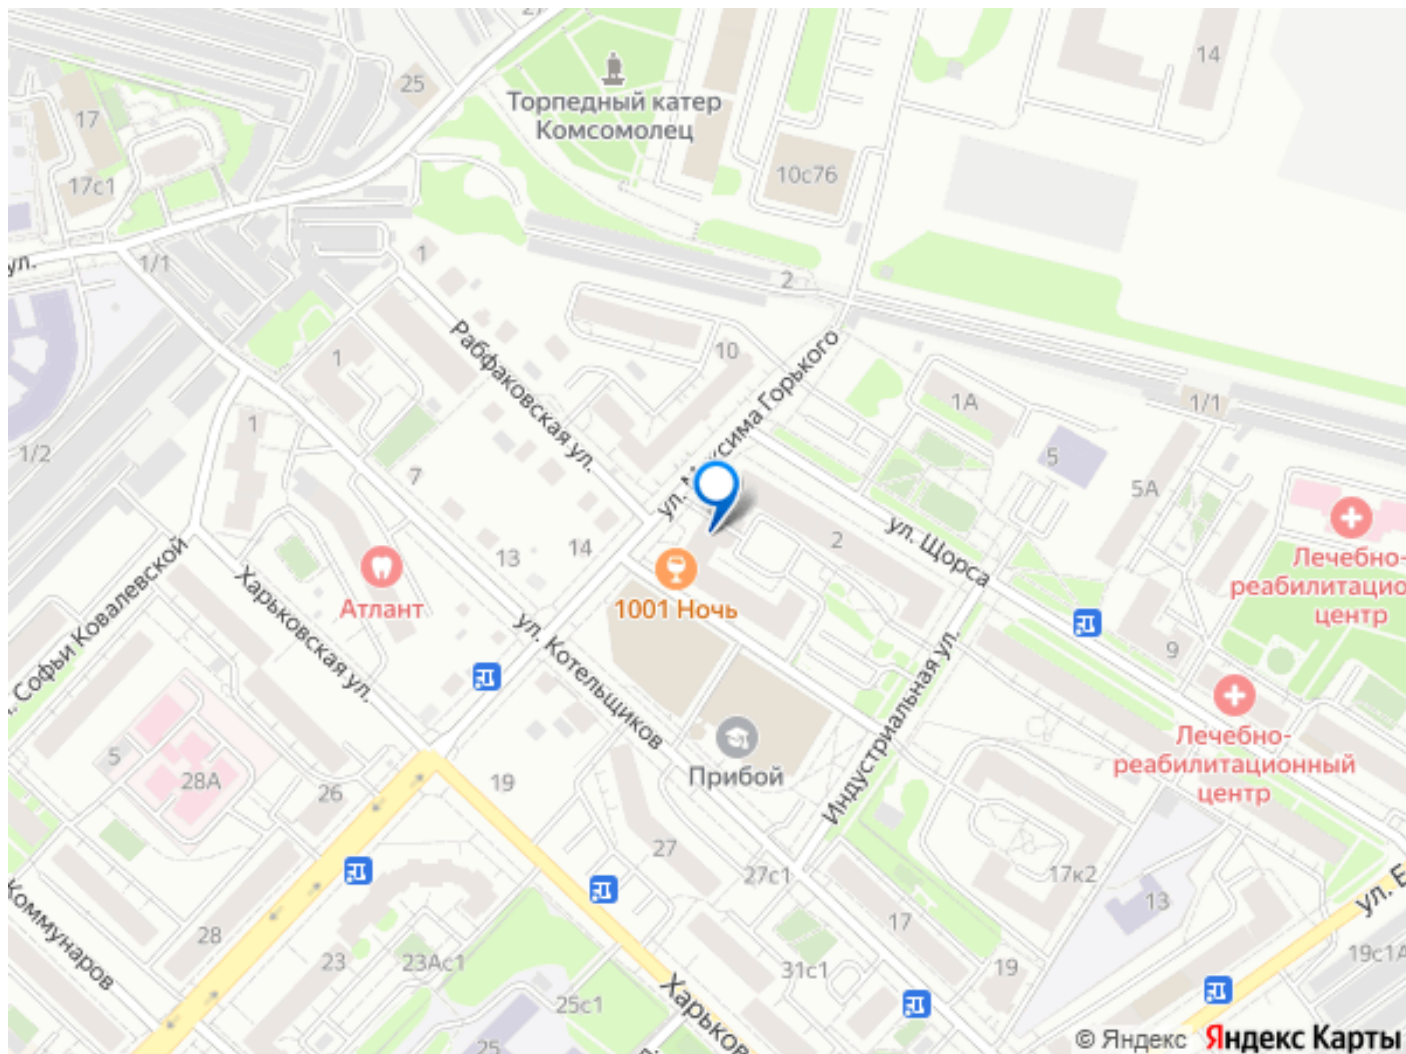 27
14
25
Торпедный катер
Комсомолец
17
10с76
17с1
ул.
1/1
1
2
Рабфаковская ул.
1
10
ул. Максима Горького
1А
1/1
1
1/2
5
7
5А
ул. Щорса
2
14
13
Лечебно-
реабилитацио
центр
Атлант
1001 Ночь
Софьи Ковалевской
Харьковская ул.
ул. Котельщиков
Индустриальная ул.
9
Лечебно-
реабилитационный
центр
5
28А
26
19
Прибой
27
27с1
17к2
ул. Е
13
17
Коммунаров
28
23
23Ас1
31с1
19
19с1А
25с1
Харьков
25
© Яндекс Яндекс Карты